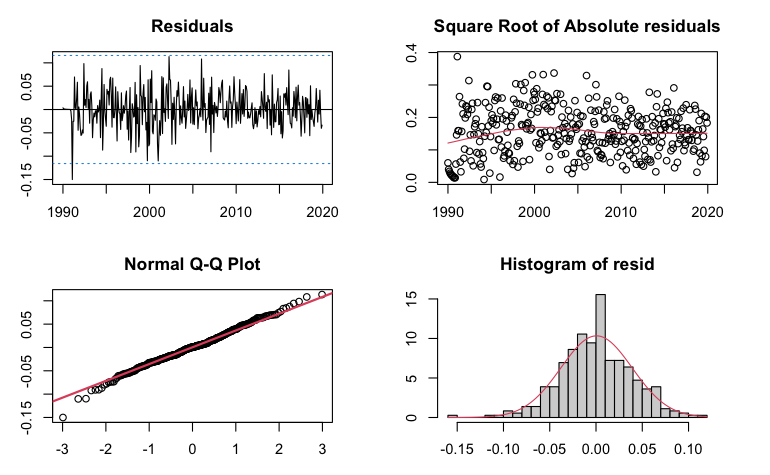 Residuals
0.05
-0.05
-0.15
1990 2000 2010 2020
Square Root of Absolute residuals
0.4
0.2
0.0
1990 2000 2010 2020
Normal Q-Q Plot
0.05
-0.05
-0.15
-3 -2 -1 0 1 2 3
Histogram of resid
15
10
5
0
-0.15 -0.10 -0.05 0.00 0.05 0.10